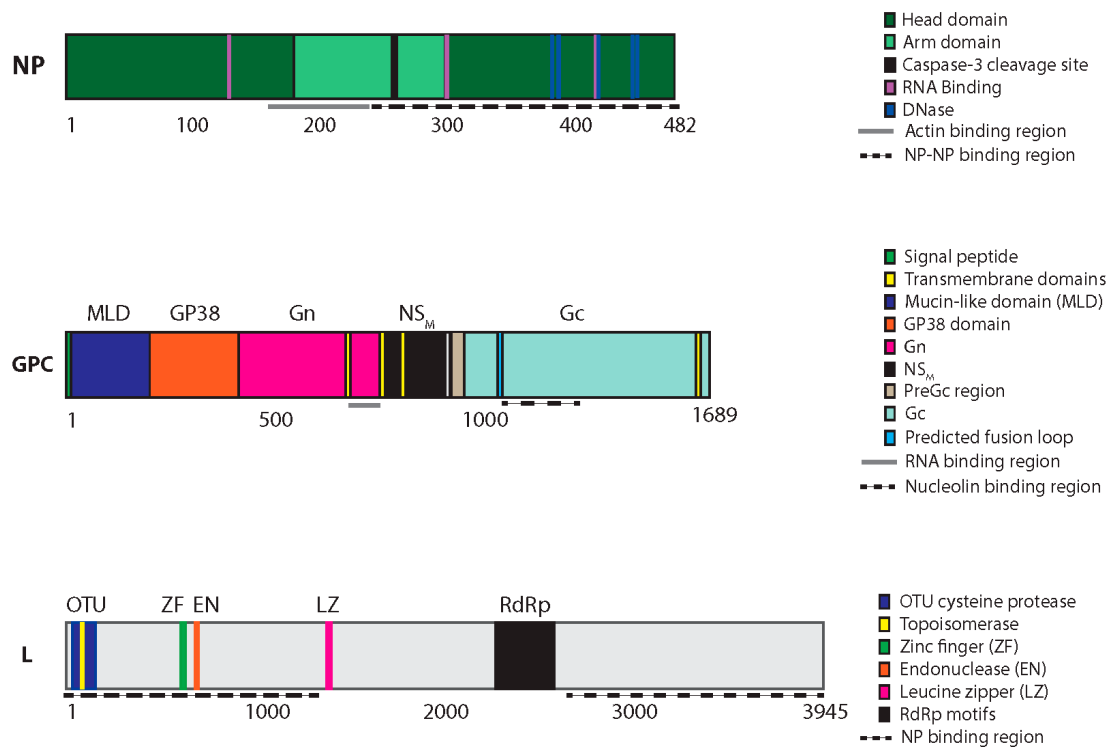 NP
1
100
200
300
400
482
Head domain
Arm domain
Caspase-3 cleavage site
RNA Binding
DNase
Actin binding region
NP-NP binding region
MLD
GP38
Gn
NSM
Gc
GPC
1
500
1000
1689
Signal peptide
Transmembrane domains
Mucin-like domain (MLD)
GP38 domain
Gn
NSM
PreGc region
Gc
Predicted fusion loop
RNA binding region
Nucleolin binding region
OTU
ZF
EN
LZ
RdRp
L
1
1000
2000
3000
3945
OTU cysteine protease
Topoisomerase
Zinc finger (ZF)
Endonuclease (EN)
Leucine zipper (LZ)
RdRp motifs
NP binding region